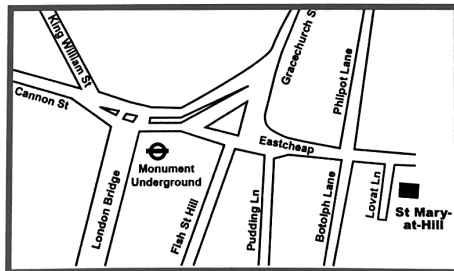 King William St
Gracechurch S
Philpot Lane
Cannon St
Eastcheap
Monument
Underground
London Bridge
Fish St Hill
Pudding Ln
Botolph Lane
Lovat Ln
St Mary-
at-Hill